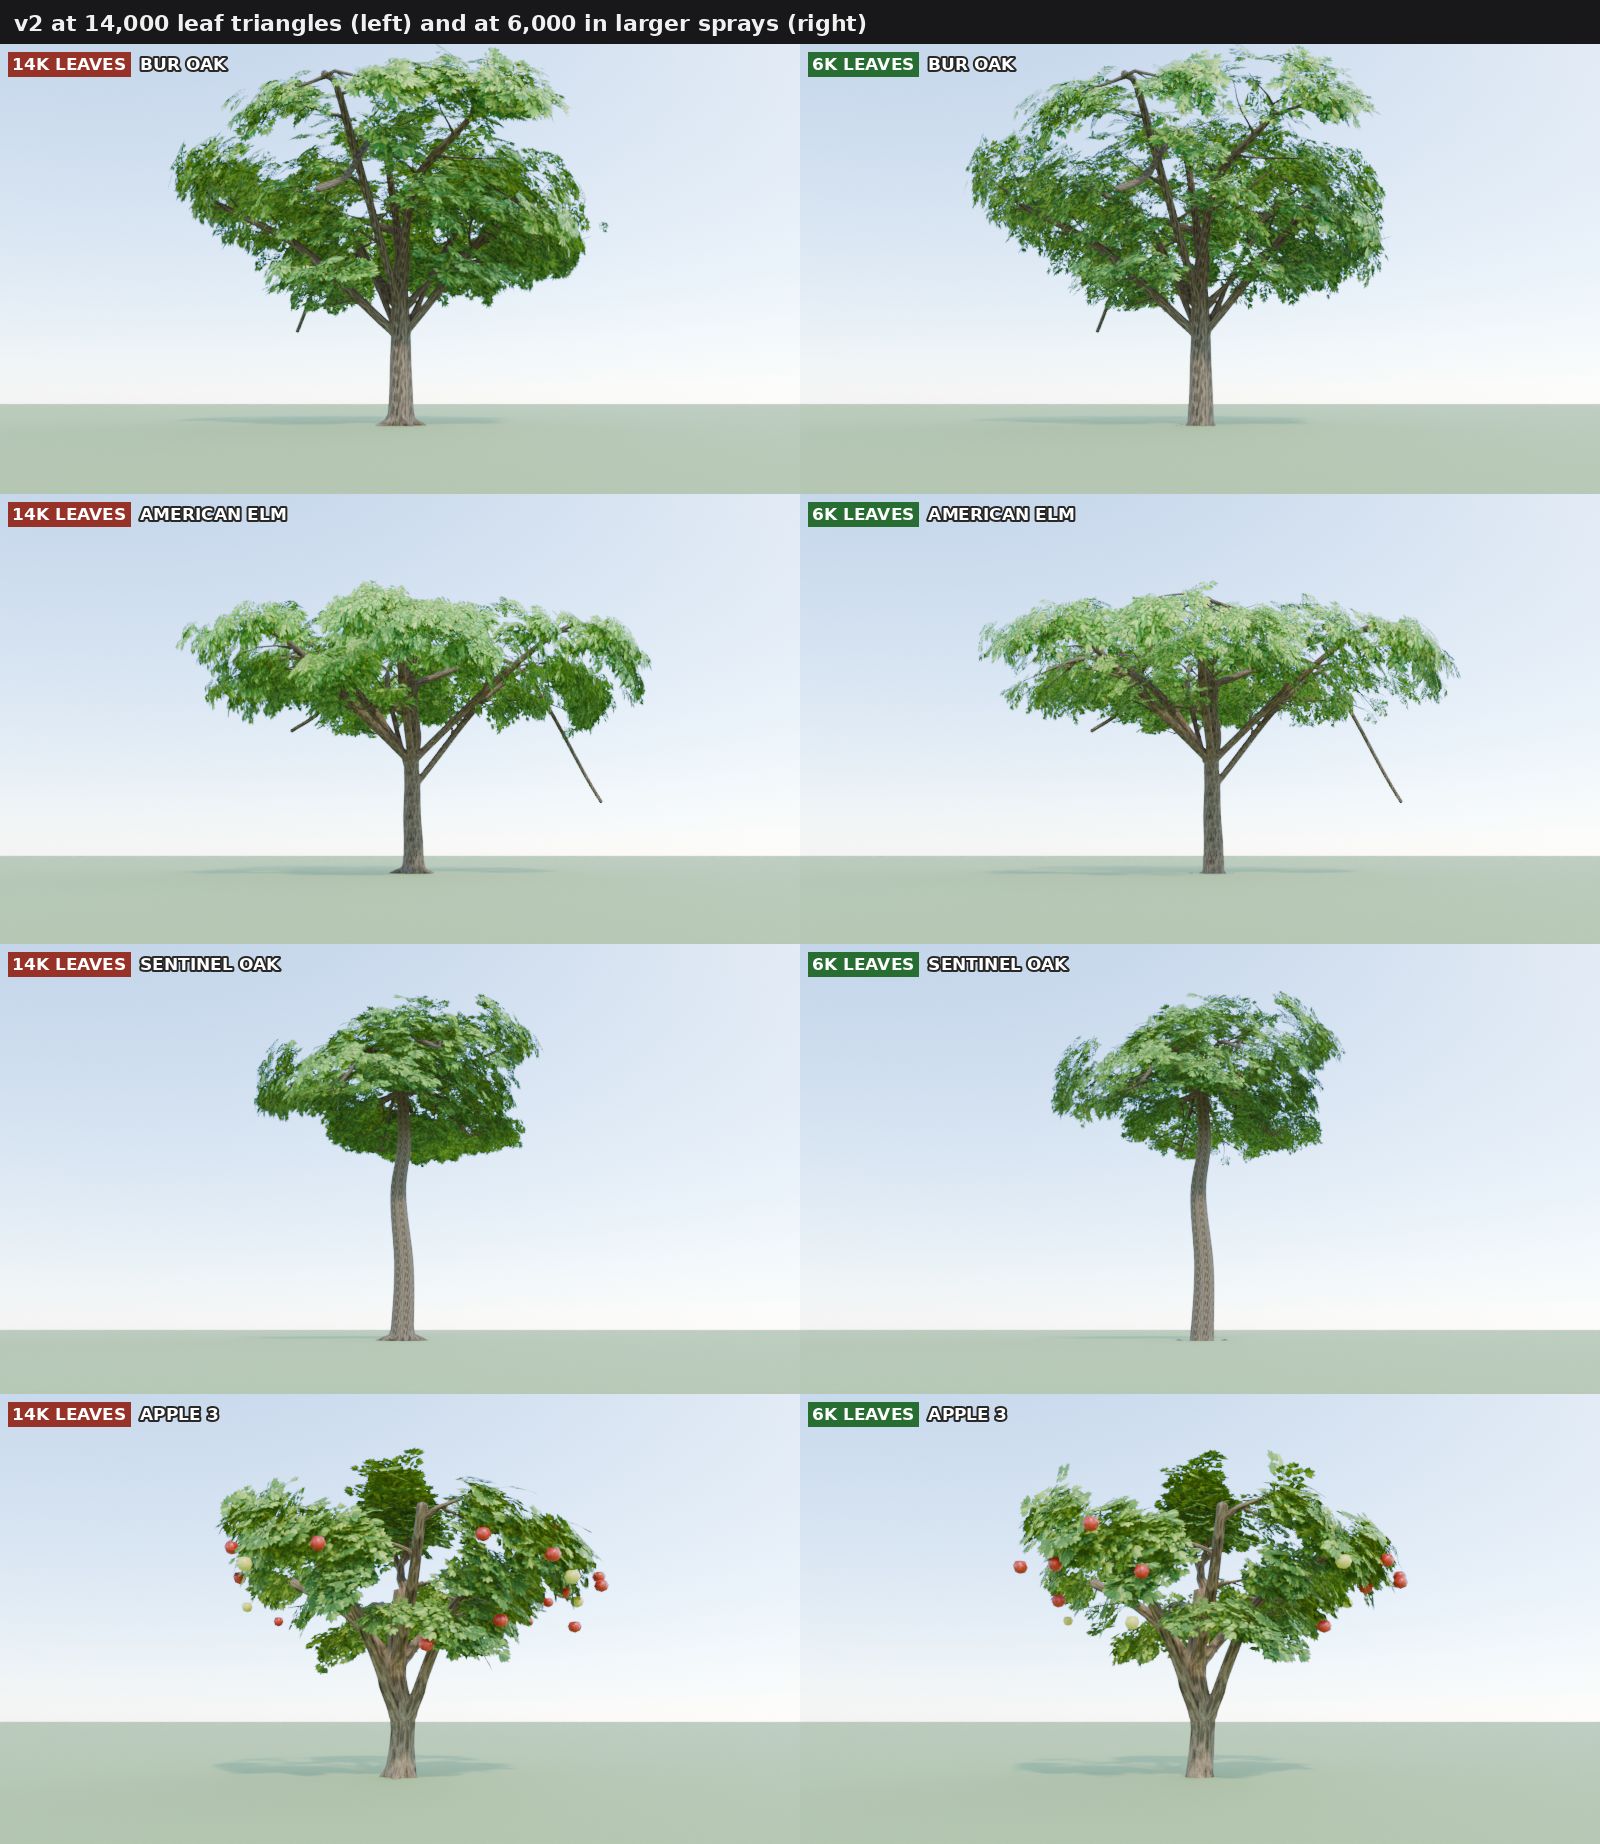 v2 at 14,000 leaf triangles (left) and at 6,000 in larger sprays (right)
14K LEAVES BUR OAK
6K LEAVES BUR OAK
14K LEAVES AMERICAN ELM
6K LEAVES AMERICAN ELM
14K LEAVES SENTINEL OAK
6K LEAVES SENTINEL OAK
14K LEAVES APPLE 3
6K LEAVES APPLE 3